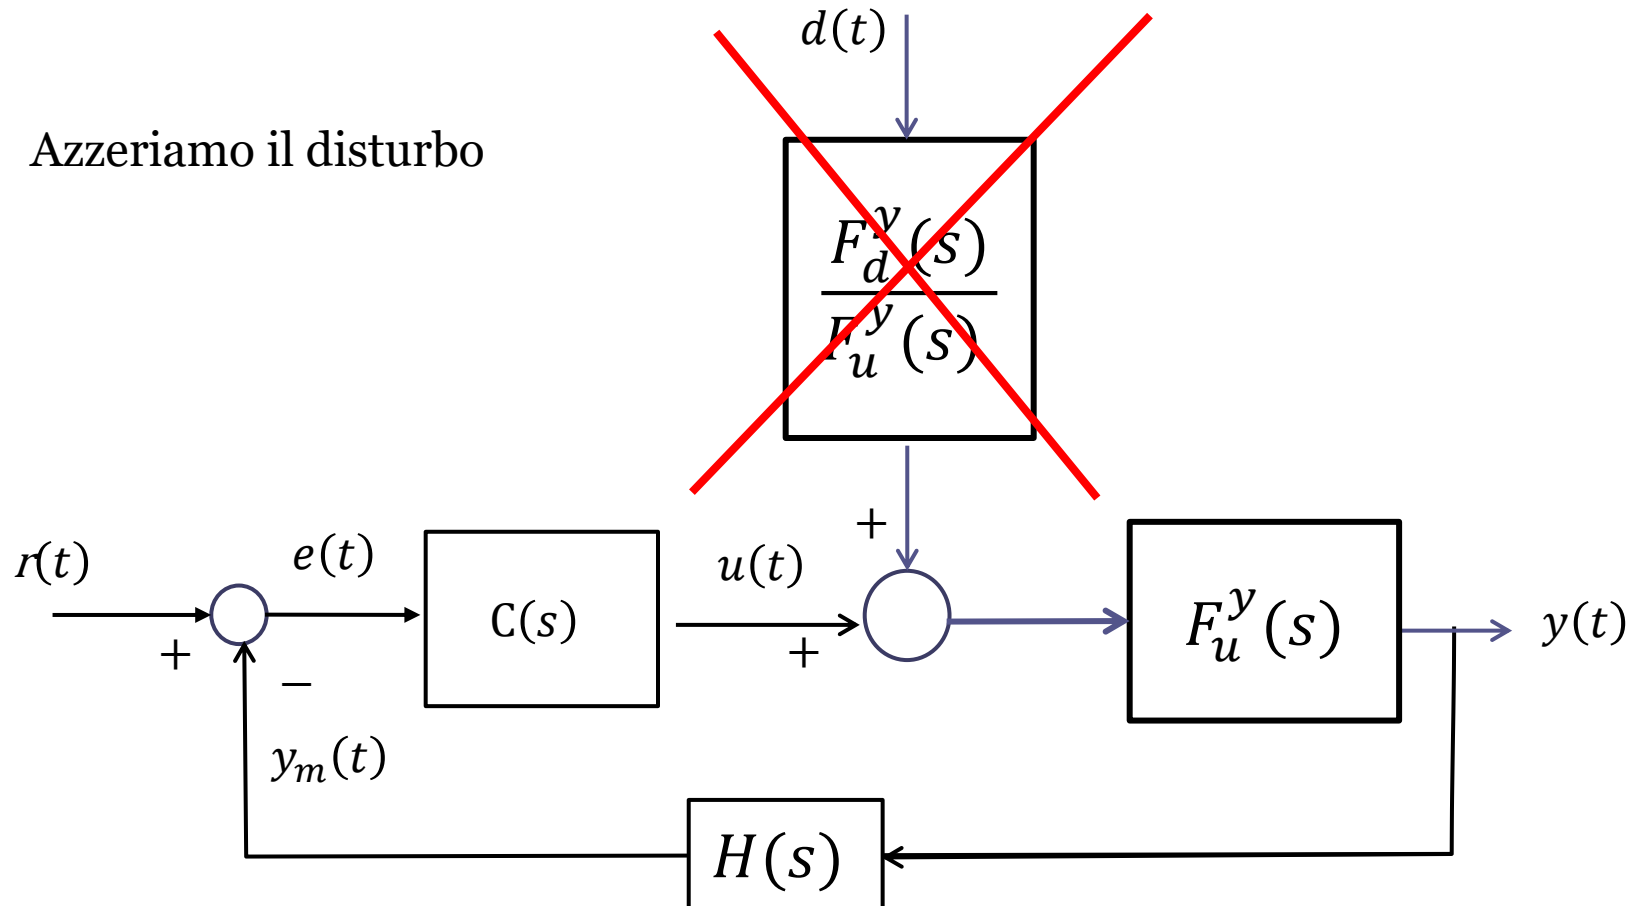 d(t)
Azzeriamo il disturbo
F_d^y(s)
F_u^y(s)
+
r(t)
e(t)
C(s)
u(t)
F_u^y(s)
y(t)
+
−
+
y_m(t)
H(s)